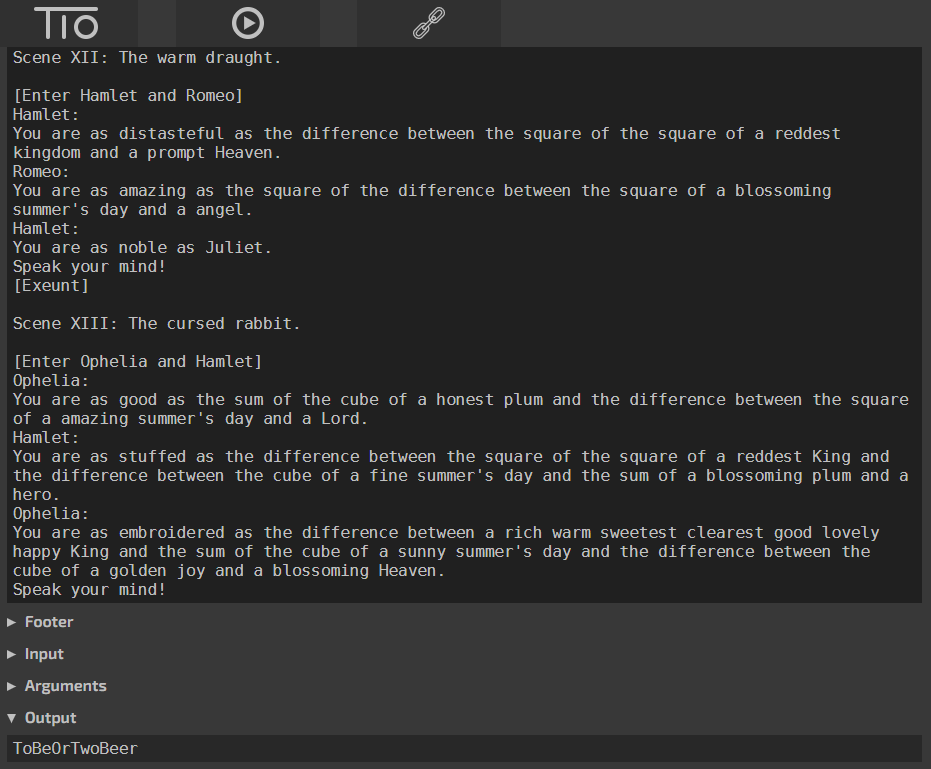 TIO
Scene XII: The warm draught.
[Enter Hamlet and Romeo]
Hamlet:
You are as distasteful as the difference between the square of the square of a reddest
kingdom and a prompt Heaven.
Romeo:
You are as amazing as the square of the difference between the square of a blossoming
summer's day and a angel.
Hamlet:
You are as noble as Juliet.
Speak your mind!
[Exeunt]
Scene XIII: The cursed rabbit.
[Enter Ophelia and Hamlet]
Ophelia:
You are as good as the sum of the cube of a honest plum and the difference between the square
of a amazing summer's day and a Lord.
Hamlet:
You are as stuffed as the difference between the square of the square of a reddest King and
the difference between the cube of a fine summer's day and the sum of a blossoming plum and a
hero.
Ophelia:
You are as embroidered as the difference between a rich warm sweetest clearest good lovely
happy King and the sum of the cube of a sunny summer's day and the difference between the
cube of a golden joy and a blossoming Heaven.
Speak your mind!
Footer
Input
Arguments
Output
ToBeOrTwoBeer